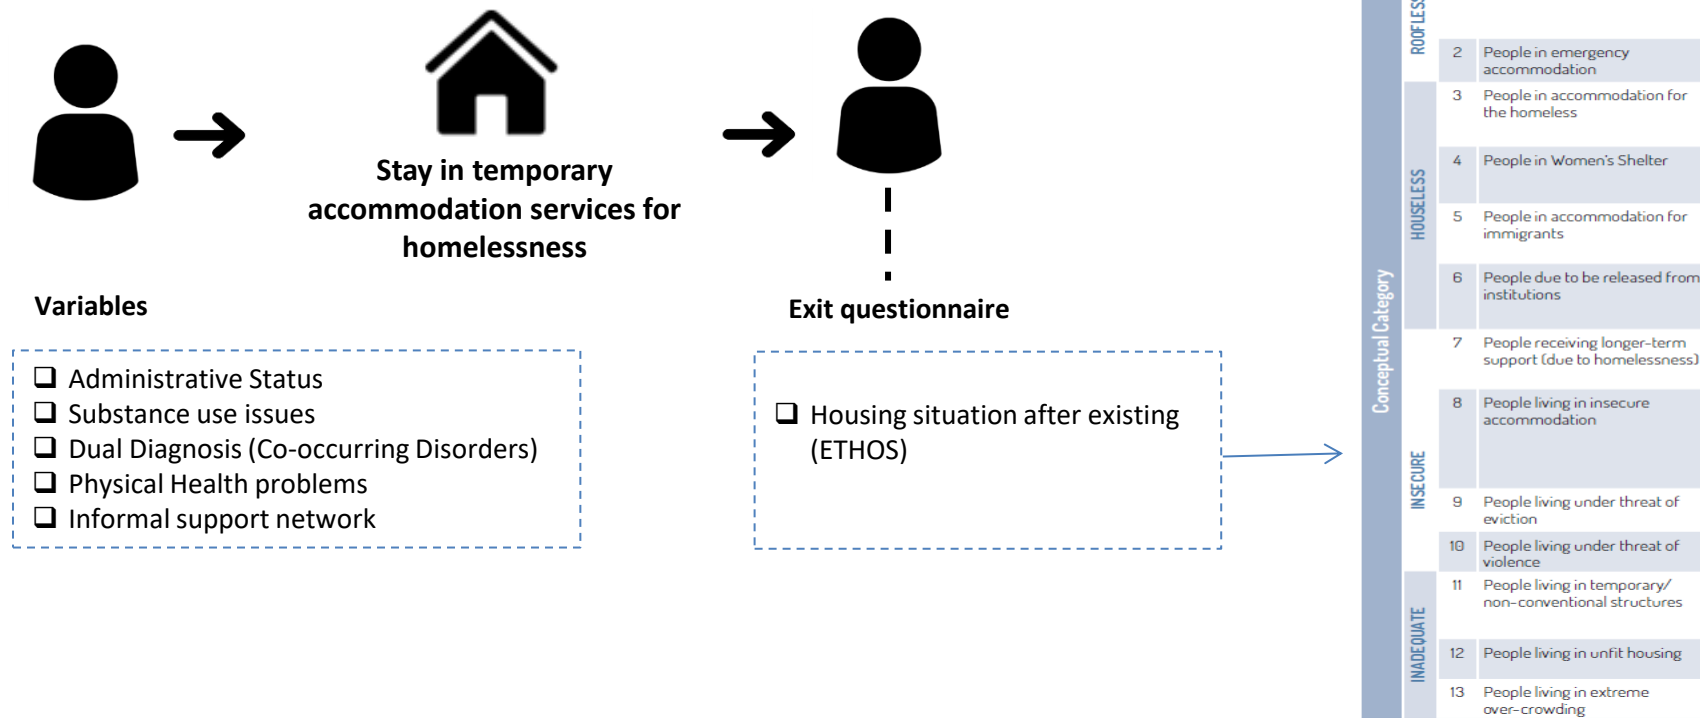 Stay in temporary
accommodation services for
homelessness
Variables
❑ Administrative Status
❑ Substance use issues
❑ Dual Diagnosis (Co-occurring Disorders)
❑ Physical Health problems
❑ Informal support network
Exit questionnaire
❑ Housing situation after existing
(ETHOS)
Conceptual Category
ROOFLESS
2 People in emergency
accommodation
HOUSELESS
3 People in accommodation for
the homeless
4 People in Women's Shelter
5 People in accommodation for
immigrants
6 People due to be released from
institutions
7 People receiving longer-term
support (due to homelessness)
INSECURE
8 People living in insecure
accommodation
9 People living under threat of
eviction
10 People living under threat of
violence
INADEQUATE
11 People living in temporary/
non-conventional structures
12 People living in unfit housing
13 People living in extreme
over-crowding